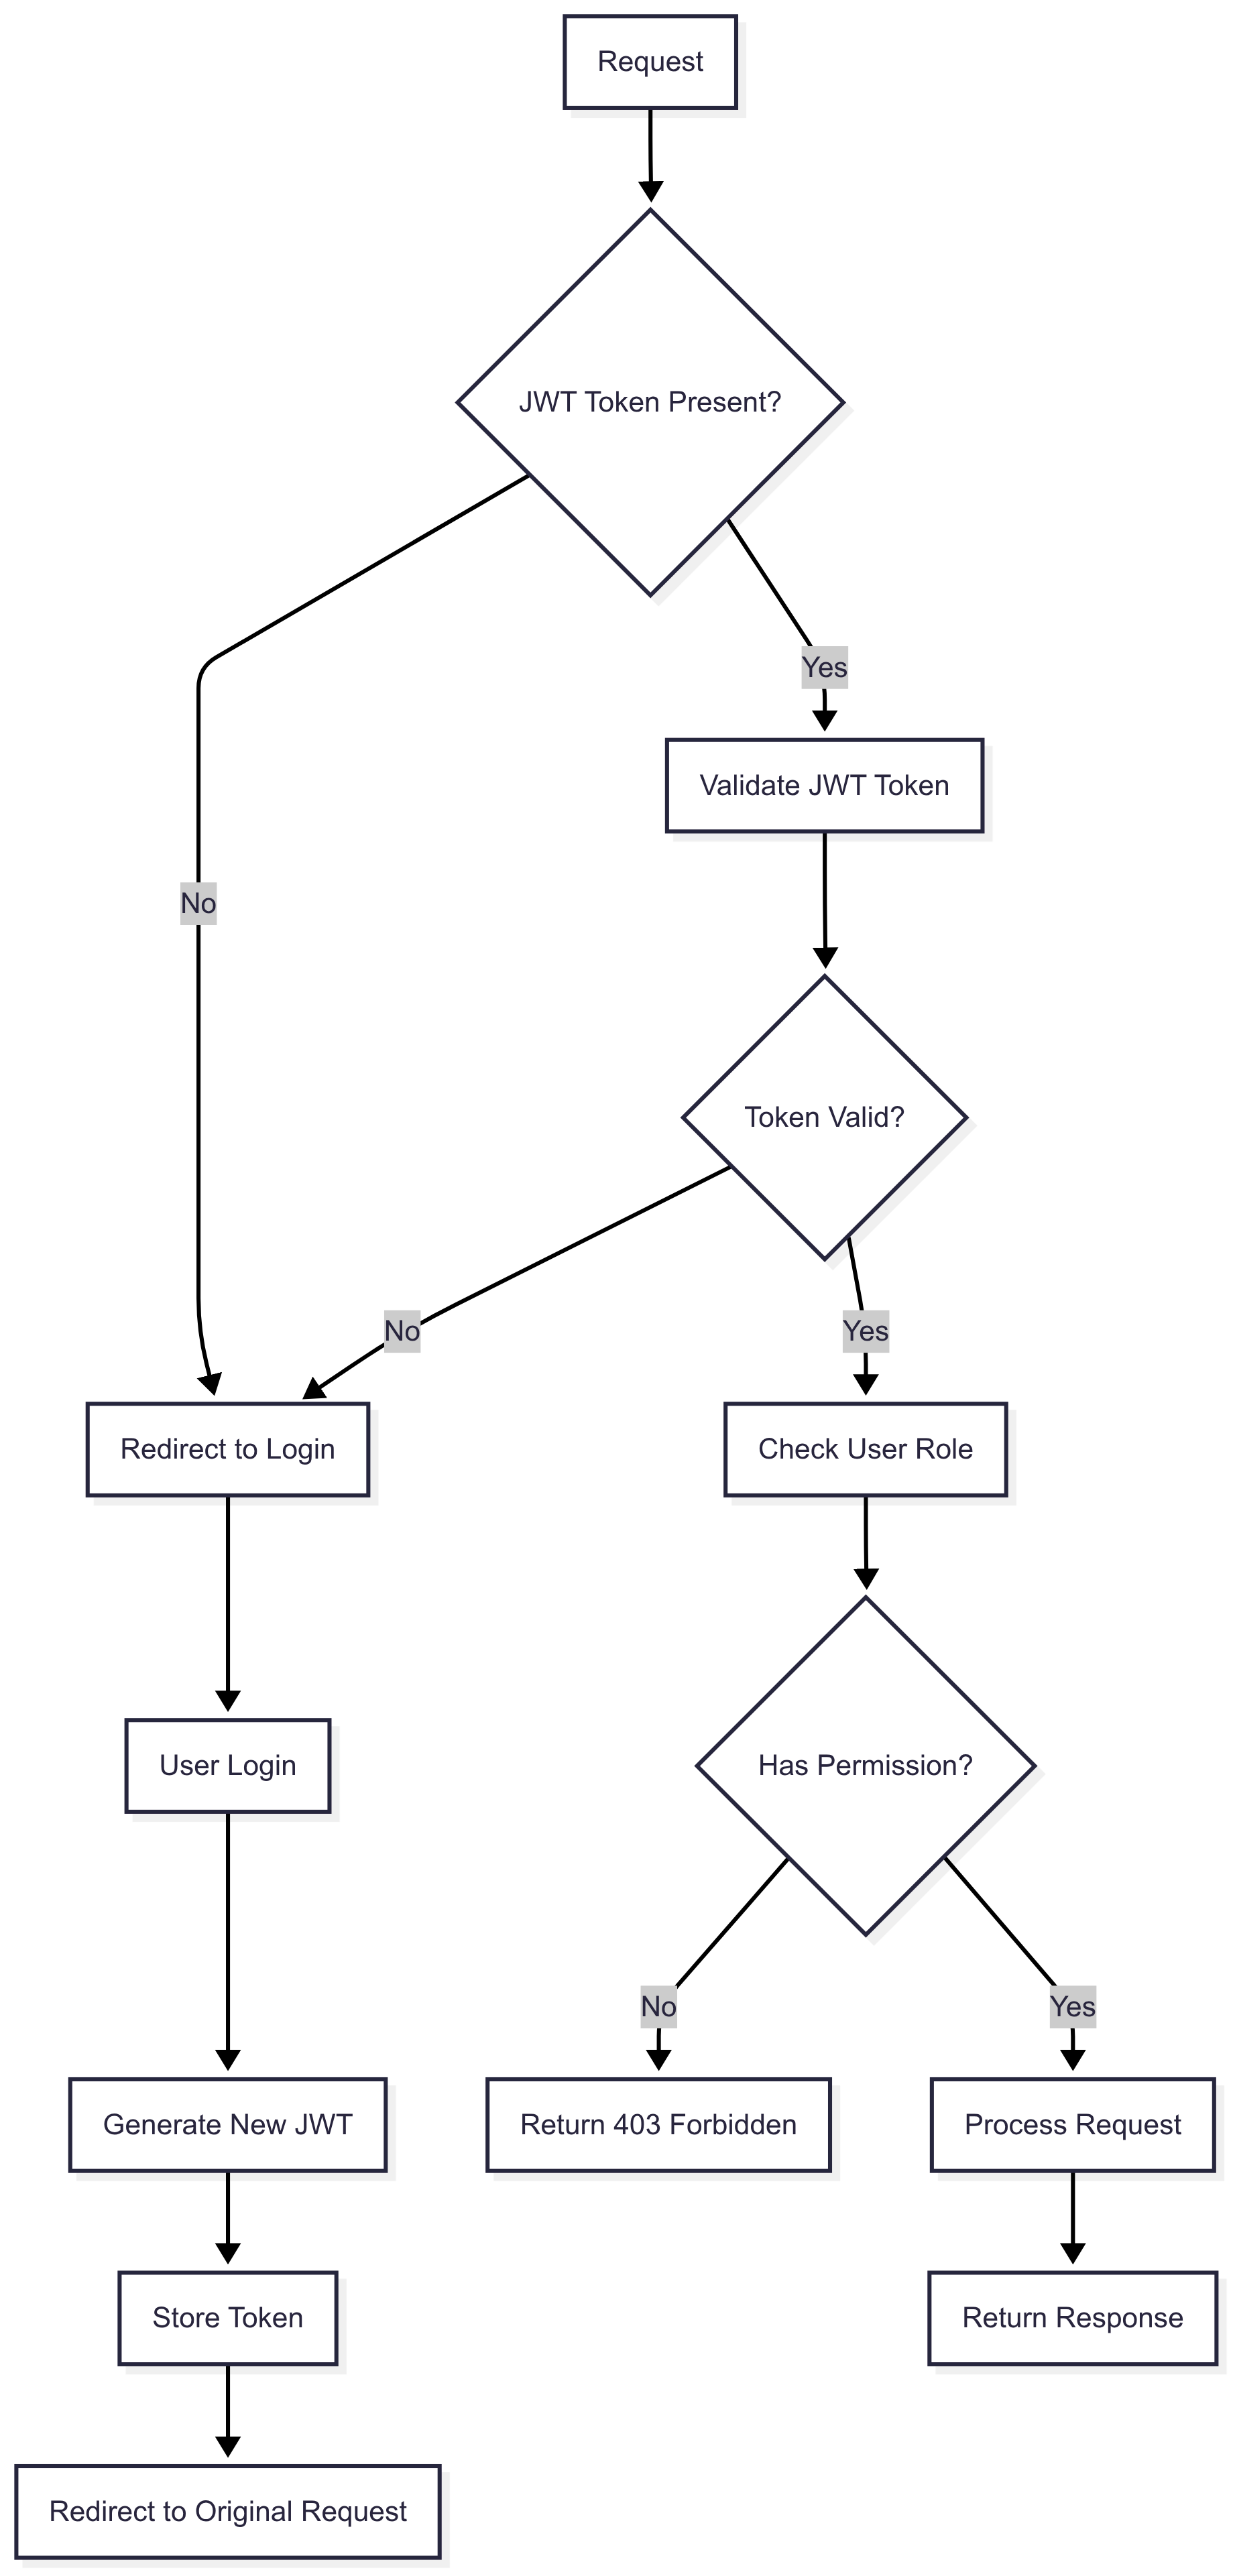 Request
JWT Token Present?
Yes
Validate JWT Token
No
Token Valid?
No
Yes
Redirect to Login
Check User Role
User Login
Has Permission?
No
Yes
Generate New JWT
Return 403 Forbidden
Process Request
Store Token
Return Response
Redirect to Original Request